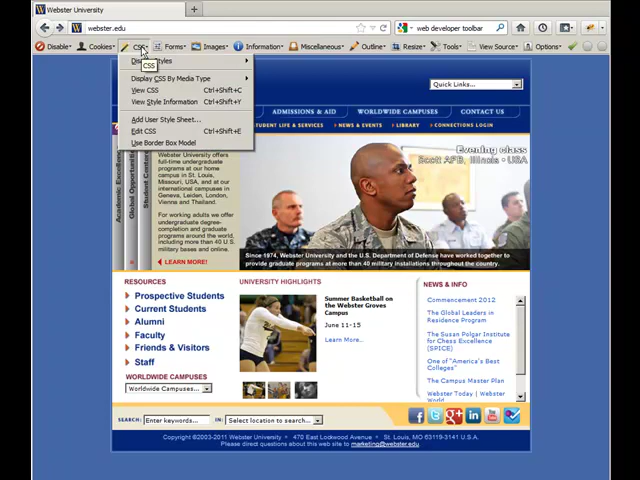 Webster University
webster.edu
web developer toolbar
Disable Cookies CSS Forms Images Information Miscellaneous Outline Resize Tools View Source Options
CSS
Display CSS By Media Type
View CSS Ctrl+Shift+C
View Style Information Ctrl+Shift+Y
Add User Style Sheet...
Edit CSS Ctrl+Shift+E
Use Border Box Model
Quick Links...
ADMISSIONS & AID WORLDWIDE CAMPUSES CONTACT US
STUDENT LIFE & SERVICES NEWS & EVENTS LIBRARY CONNECTIONS LOGIN
Academic Excellence
Global Opportunities
Student Centered
Webster University offers
full-time undergraduate
programs at our home
campus in St. Louis,
Missouri, USA, and at our
international campuses in
Geneva, Leiden, London,
Vienna and Thailand.
For working adults we offer
undergraduate degree-
completion and graduate
programs around the world,
including more than 40 U.S.
military bases and online.
LEARN MORE!
Evening class
Scott AFB, Illinois • USA
Since 1974, Webster University and the U.S. Department of Defense have worked together to
provide graduate programs at more than 40 military installations throughout the country.
RESOURCES
Prospective Students
Current Students
Alumni
Faculty
Friends & Visitors
Staff
WORLDWIDE CAMPUSES
Worldwide Campuses...
UNIVERSITY HIGHLIGHTS
Summer Basketball on
the Webster Groves
Campus
June 11-15
Learn More...
NEWS & INFO
Commencement 2012
The Global Leaders in
Residence Program
The Susan Polgar Institute
for Chess Excellence
(SPICE)
One of "America's Best
Colleges"
The Campus Master Plan
Webster Today | Webster
World
SEARCH: Enter keywords... IN: Select location to search...
Copyright ©2003-2011 Webster University + 470 East Lockwood Avenue + St. Louis, MO 63119-3141 U.S.A.
Please direct questions about this web site to marketing@webster.edu.